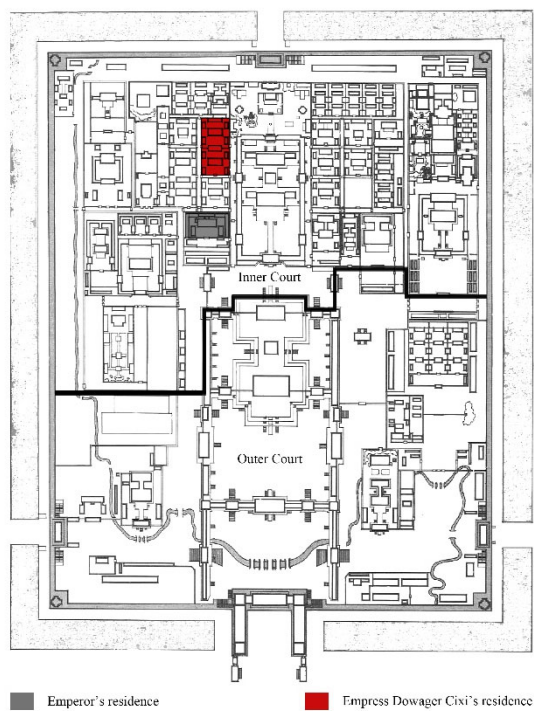 Inner Court
Outer Court
Emperor's residence
Empress Dowager Cixi's residence